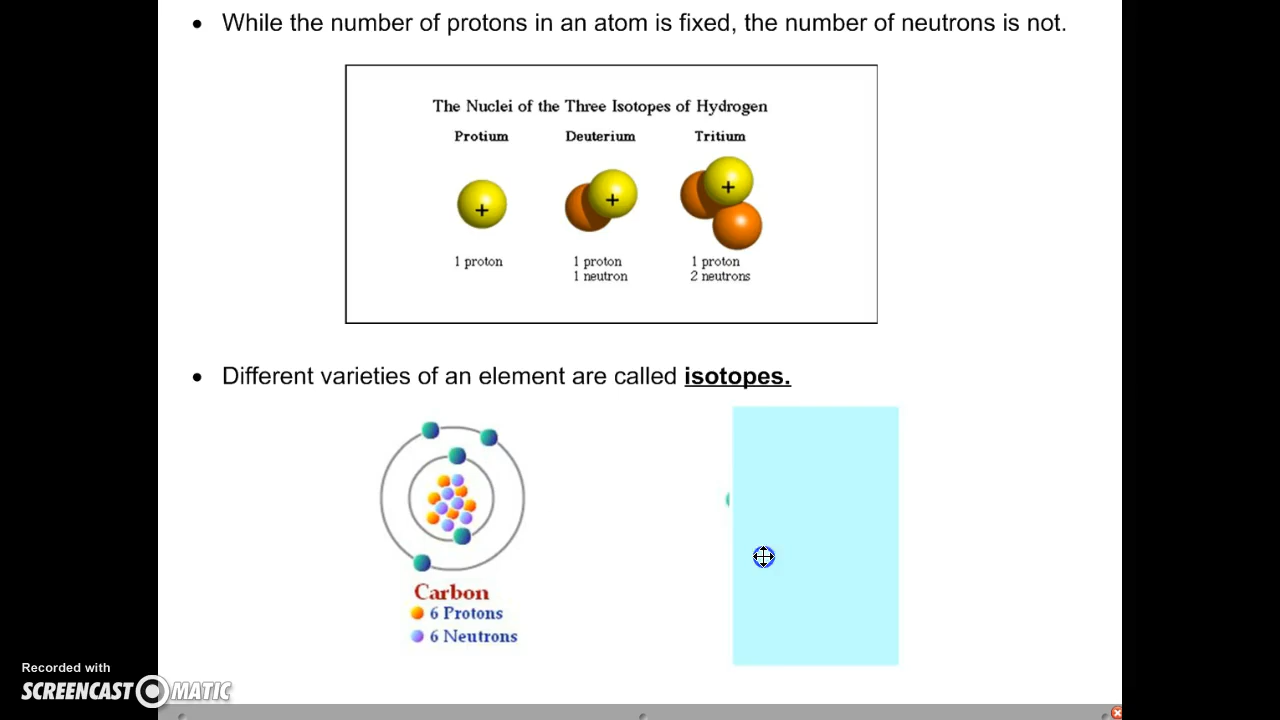 While the number of protons in an atom is fixed, the number of neutrons is not.
The Nuclei of the Three Isotopes of Hydrogen
Protium Deuterium Tritium
+ + +
1 proton 1 proton 1 proton
1 neutron 2 neutrons
Different varieties of an element are called isotopes.
Carbon
6 Protons
6 Neutrons
Recorded with
SCREENCAST-O-MATIC